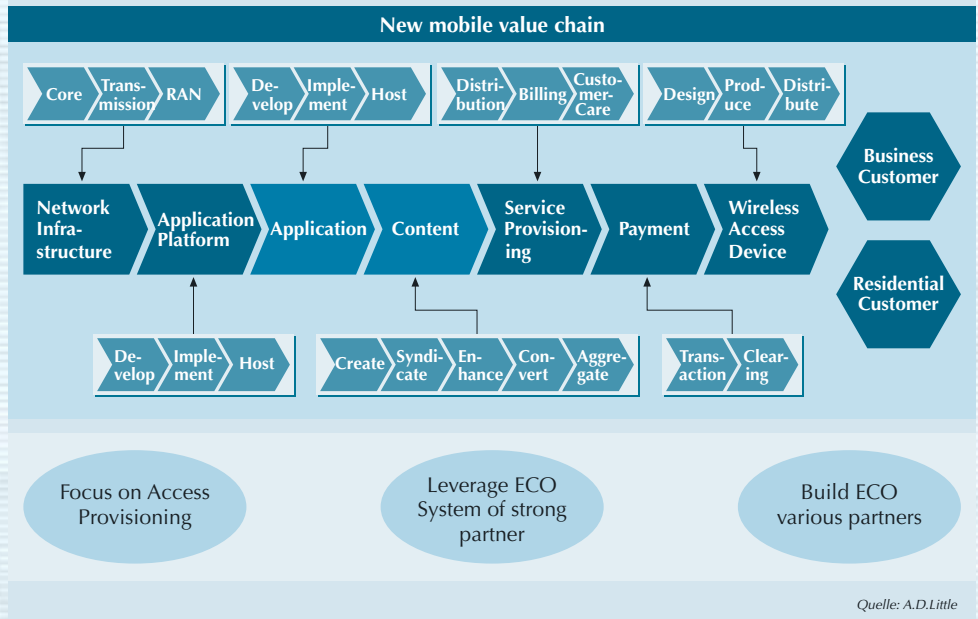 New mobile value chain
Core
Trans-
mission
RAN
De-
velop
Imple-
ment
Host
Distri-
bution
Billing
Custo-
mer-
Care
Design
Prod-
uce
Distri-
bute
Business
Customer
Network
Infra-
structure
Application
Platform
Application
Content
Service
Provision-
ing
Payment
Wireless
Access
Device
Residential
Customer
De-
velop
Imple-
ment
Host
Create
Syndi-
cate
En-
hance
Con-
vert
Aggre-
gate
Trans-
action
Clear-
ing
Focus on Access
Provisioning
Leverage ECO
System of strong
partner
Build ECO
various partners
Quelle: A.D.Little